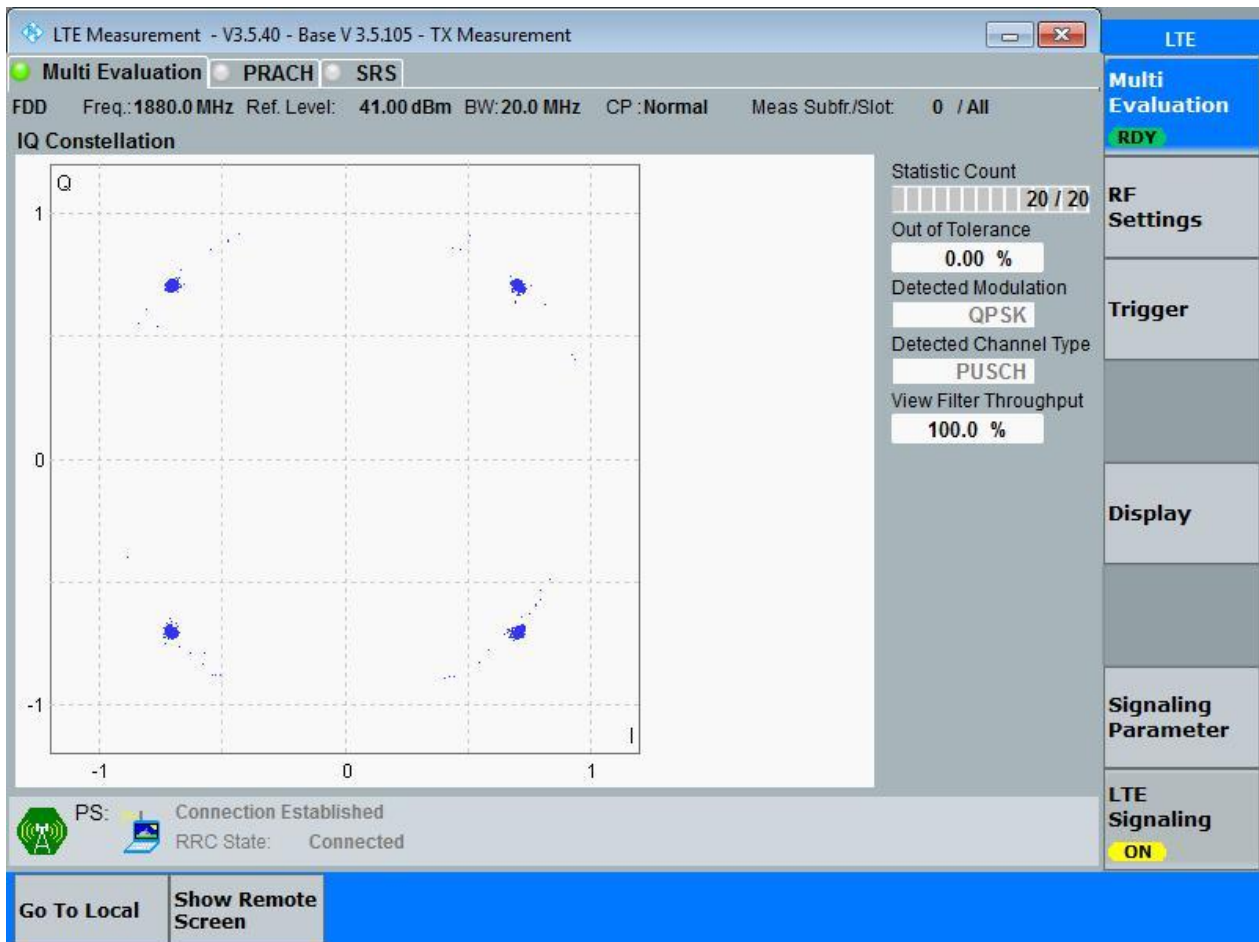 LTE Measurement - V3.5.40 - Base V 3.5.105 - TX Measurement
LTE
Multi Evaluation PRACH SRS
Multi
Evaluation
RDY
FDD Freq.:1880.0 MHz Ref. Level: 41.00 dBm BW:20.0 MHz CP :Normal Meas Subfr./Slot: 0 / All
IQ Constellation
Q
1
0
-1
I
-1 0 1
Statistic Count
20 / 20
Out of Tolerance
0.00 %
Detected Modulation
QPSK
Detected Channel Type
PUSCH
View Filter Throughput
100.0 %
RF
Settings
Trigger
Display
Signaling
Parameter
LTE
Signaling
ON
PS: Connection Established
RRC State: Connected
Go To Local
Show Remote
Screen